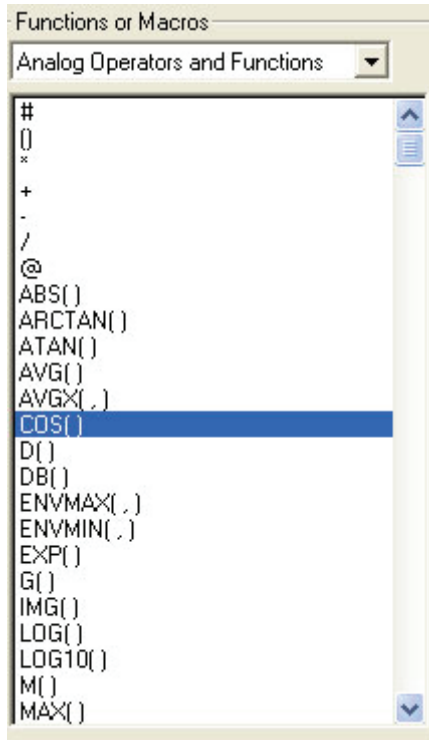 Functions or Macros
Analog Operators and Functions
#
()
*
+
-
/
@
ABS( )
ARCTAN( )
ATAN( )
AVG( )
AVGX( , )
COS( )
D( )
DB( )
ENVMAX( , )
ENVMIN( , )
EXP( )
G( )
IMG( )
LOG( )
LOG10( )
M( )
MAX( )